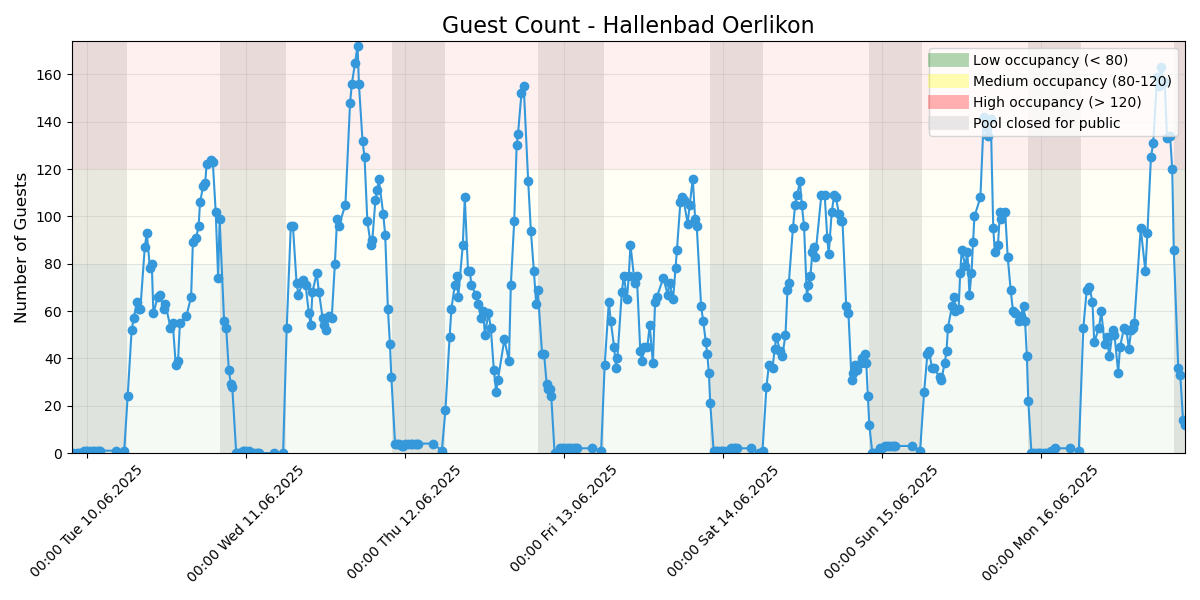 Guest Count - Hallenbad Oerlikon
Number of Guests
160
140
120
100
80
60
40
20
0
Low occupancy (< 80)
Medium occupancy (80-120)
High occupancy (> 120)
Pool closed for public
00:00 Tue 10.06.2025
00:00 Wed 11.06.2025
00:00 Thu 12.06.2025
00:00 Fri 13.06.2025
00:00 Sat 14.06.2025
00:00 Sun 15.06.2025
00:00 Mon 16.06.2025